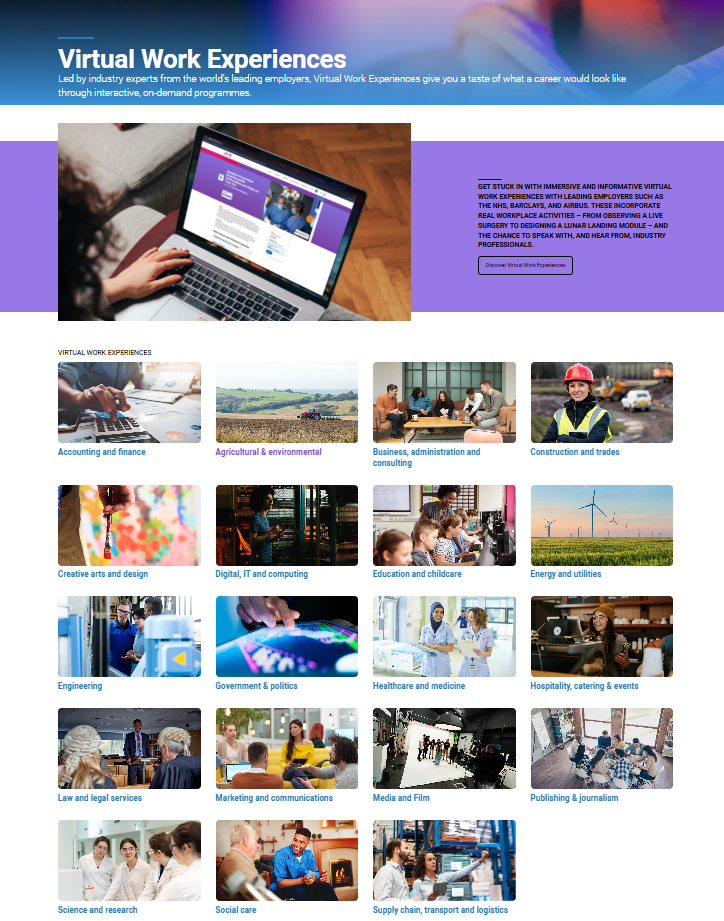 Virtual Work Experiences
Led by industry experts from the world's leading employers, Virtual Work Experiences give you a taste of what a career would look like
through interactive, on-demand programmes.
GET STUCK IN WITH IMMERSIVE AND INFORMATIVE VIRTUAL
WORK EXPERIENCES WITH LEADING EMPLOYERS SUCH AS
THE NHS, BARCLAYS, AND AIRBUS. THESE INCORPORATE
REAL WORKPLACE ACTIVITIES – FROM OBSERVING A LIVE
SURGERY TO DESIGNING A LUNAR LANDING MODULE – AND
THE CHANCE TO SPEAK WITH, AND HEAR FROM, INDUSTRY
PROFESSIONALS.
Discover Virtual Work Experiences
VIRTUAL WORK EXPERIENCES
Accounting and finance
Agricultural & environmental
Business, administration and
consulting
Construction and trades
Creative arts and design
Digital, IT and computing
Education and childcare
Energy and utilities
Engineering
Government & politics
Healthcare and medicine
Hospitality, catering & events
Law and legal services
Marketing and communications
Media and Film
Publishing & journalism
Science and research
Social care
Supply chain, transport and logistics